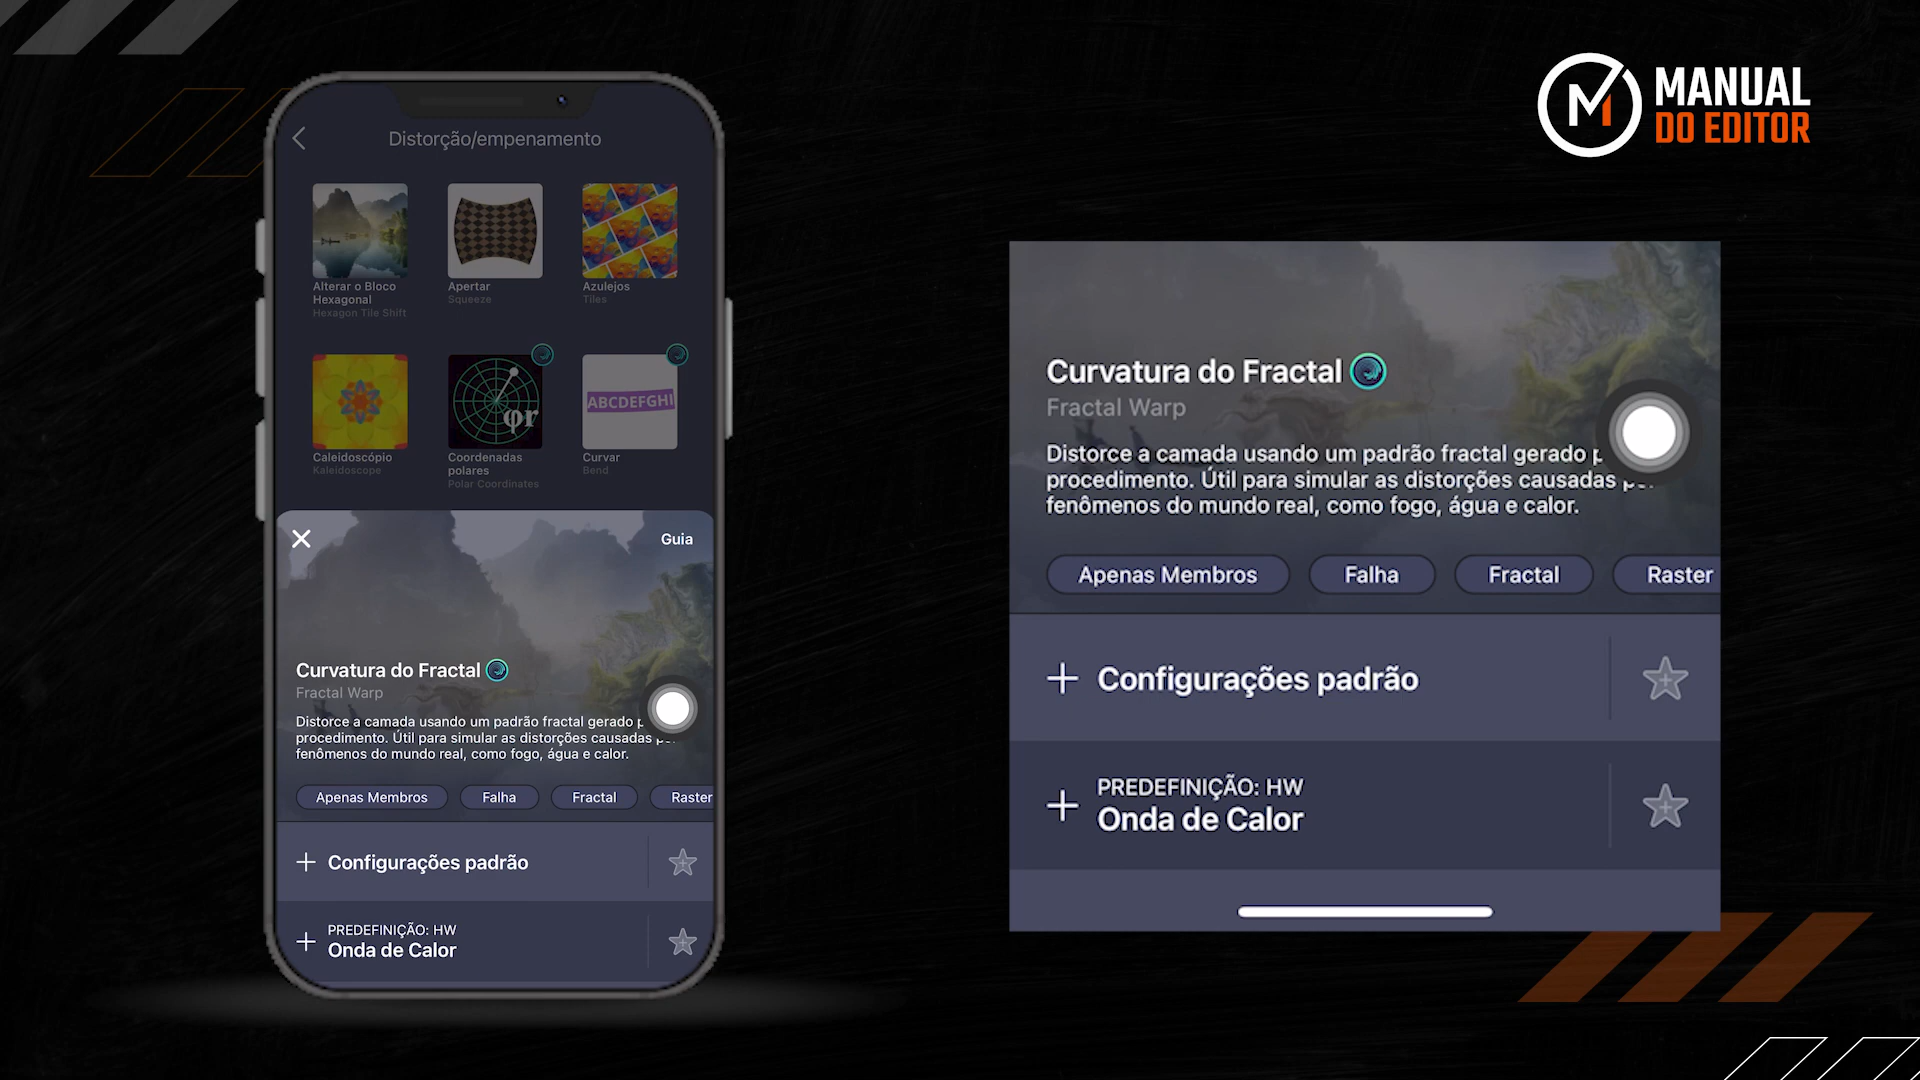 MANUAL
DO EDITOR
Distorção/empenamento
Alterar o Bloco
Hexagonal
Hexagon Tile Shift
Apertar
Squeeze
Azulejos
Tiles
Caleidoscópio
Kaleidoscope
φr
Coordenadas
polares
Polar Coordinates
ABCDEFGHI
Curvar
Bend
Guia
Curvatura do Fractal
Fractal Warp
Distorce a camada usando um padrão fractal gerado
procedimento. Útil para simular as distorções causadas
fenômenos do mundo real, como fogo, água e calor.
Apenas Membros
Falha
Fractal
Raster
Configurações padrão
PREDEFINIÇÃO: HW
Onda de Calor
Curvatura do Fractal
Fractal Warp
Distorce a camada usando um padrão fractal gerado
procedimento. Útil para simular as distorções causadas
fenômenos do mundo real, como fogo, água e calor.
Apenas Membros
Falha
Fractal
Raster
Configurações padrão
PREDEFINIÇÃO: HW
Onda de Calor